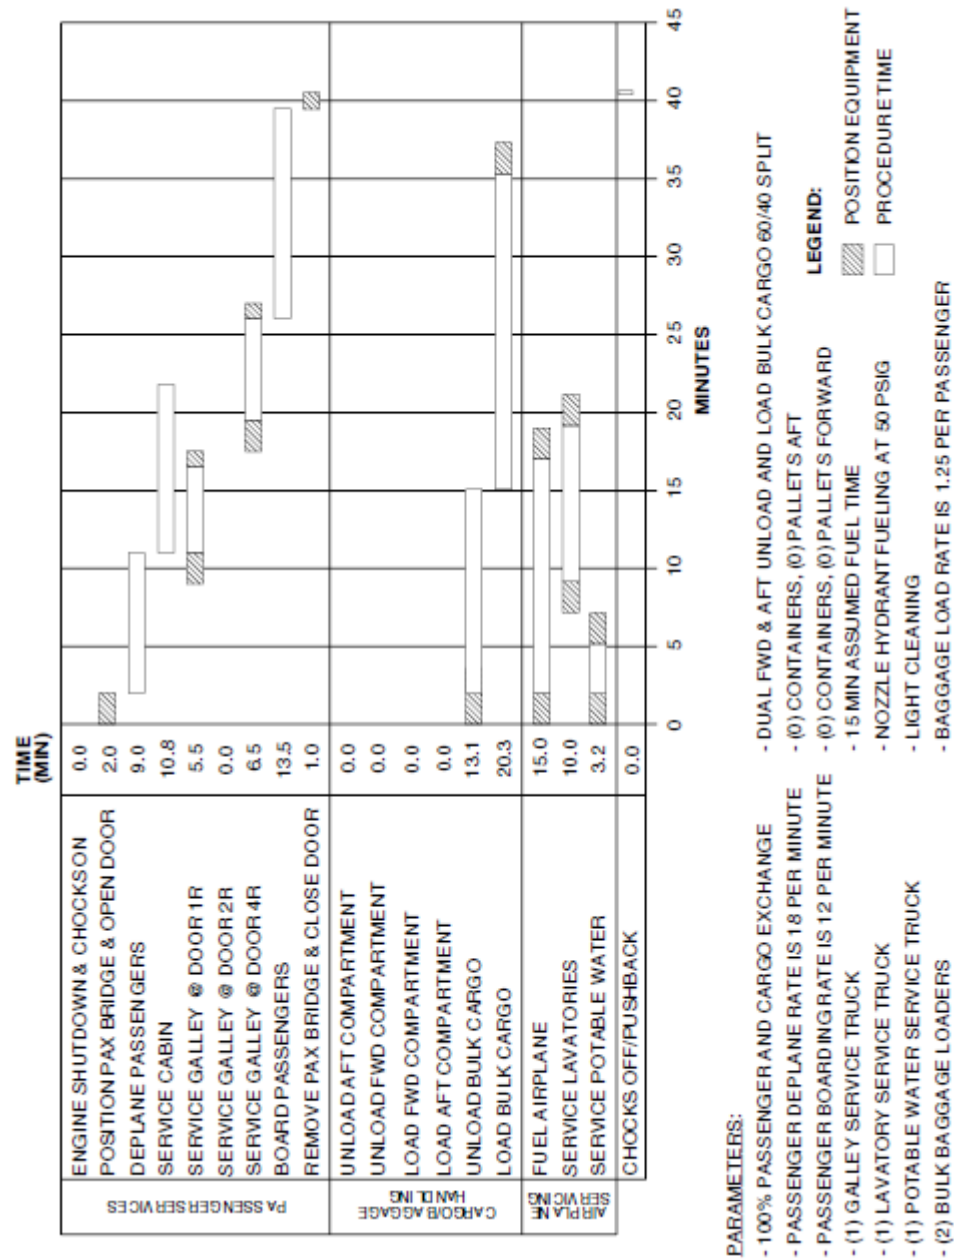 TIME
(MIN)
PASSENGER SERVICES
ENGINE SHUTDOWN & CHOCKS ON 0.0
POSITION PAX BRIDGE & OPEN DOOR 2.0
DEPLANE PASSENGERS 9.0
SERVICE CABIN 10.8
SERVICE GALLEY @ DOOR 1R 5.5
SERVICE GALLEY @ DOOR 2R 0.0
SERVICE GALLEY @ DOOR 4R 6.5
BOARD PASSENGERS 13.5
REMOVE PAX BRIDGE & CLOSE DOOR 1.0
CARGO/BAGGAGE
HANDLING
UNLOAD AFT COMPARTMENT 0.0
UNLOAD FWD COMPARTMENT 0.0
LOAD FWD COMPARTMENT 0.0
LOAD AFT COMPARTMENT 0.0
UNLOAD BULK CARGO 13.1
LOAD BULK CARGO 20.3
AIRPLANE
SERVICING
FUEL AIRPLANE 15.0
SERVICE LAVATORIES 10.0
SERVICE POTABLE WATER 3.2
CHOCKS OFF/PUSHBACK 0.0
0 5 10 15 20 25 30 35 40 45
MINUTES
PARAMETERS:
- 100% PASSENGER AND CARGO EXCHANGE
- PASSENGER DEPLANE RATE IS 18 PER MINUTE
- PASSENGER BOARDING RATE IS 12 PER MINUTE
- (1) GALLEY SERVICE TRUCK
- (1) LAVATORY SERVICE TRUCK
- (1) POTABLE WATER SERVICE TRUCK
- (2) BULK BAGGAGE LOADERS
- DUAL FWD & AFT UNLOAD AND LOAD BULK CARGO 60/40 SPLIT
- (0) CONTAINERS, (0) PALLETS AFT
- (0) CONTAINERS, (0) PALLETS FORWARD
- 15 MIN ASSUMED FUEL TIME
- NOZZLE HYDRANT FUELING AT 50 PSIG
- LIGHT CLEANING
- BAGGAGE LOAD RATE IS 1.25 PER PASSENGER
LEGEND:
POSITION EQUIPMENT
PROCEDURE TIME